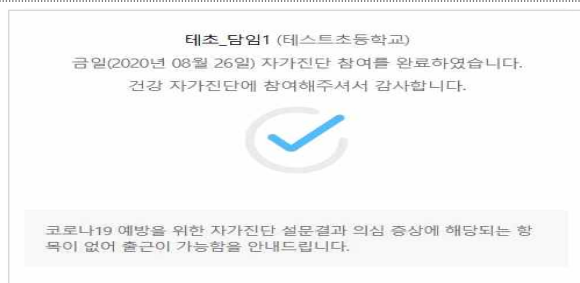 테초_담임1 (테스트초등학교)
금일(2020년 08월 26일) 자가진단 참여를 완료하였습니다.
건강 자가진단에 참여해주셔서 감사합니다.
코로나19 예방을 위한 자가진단 설문결과 의심 증상에 해당되는 항
목이 없어 출근이 가능함을 안내드립니다.